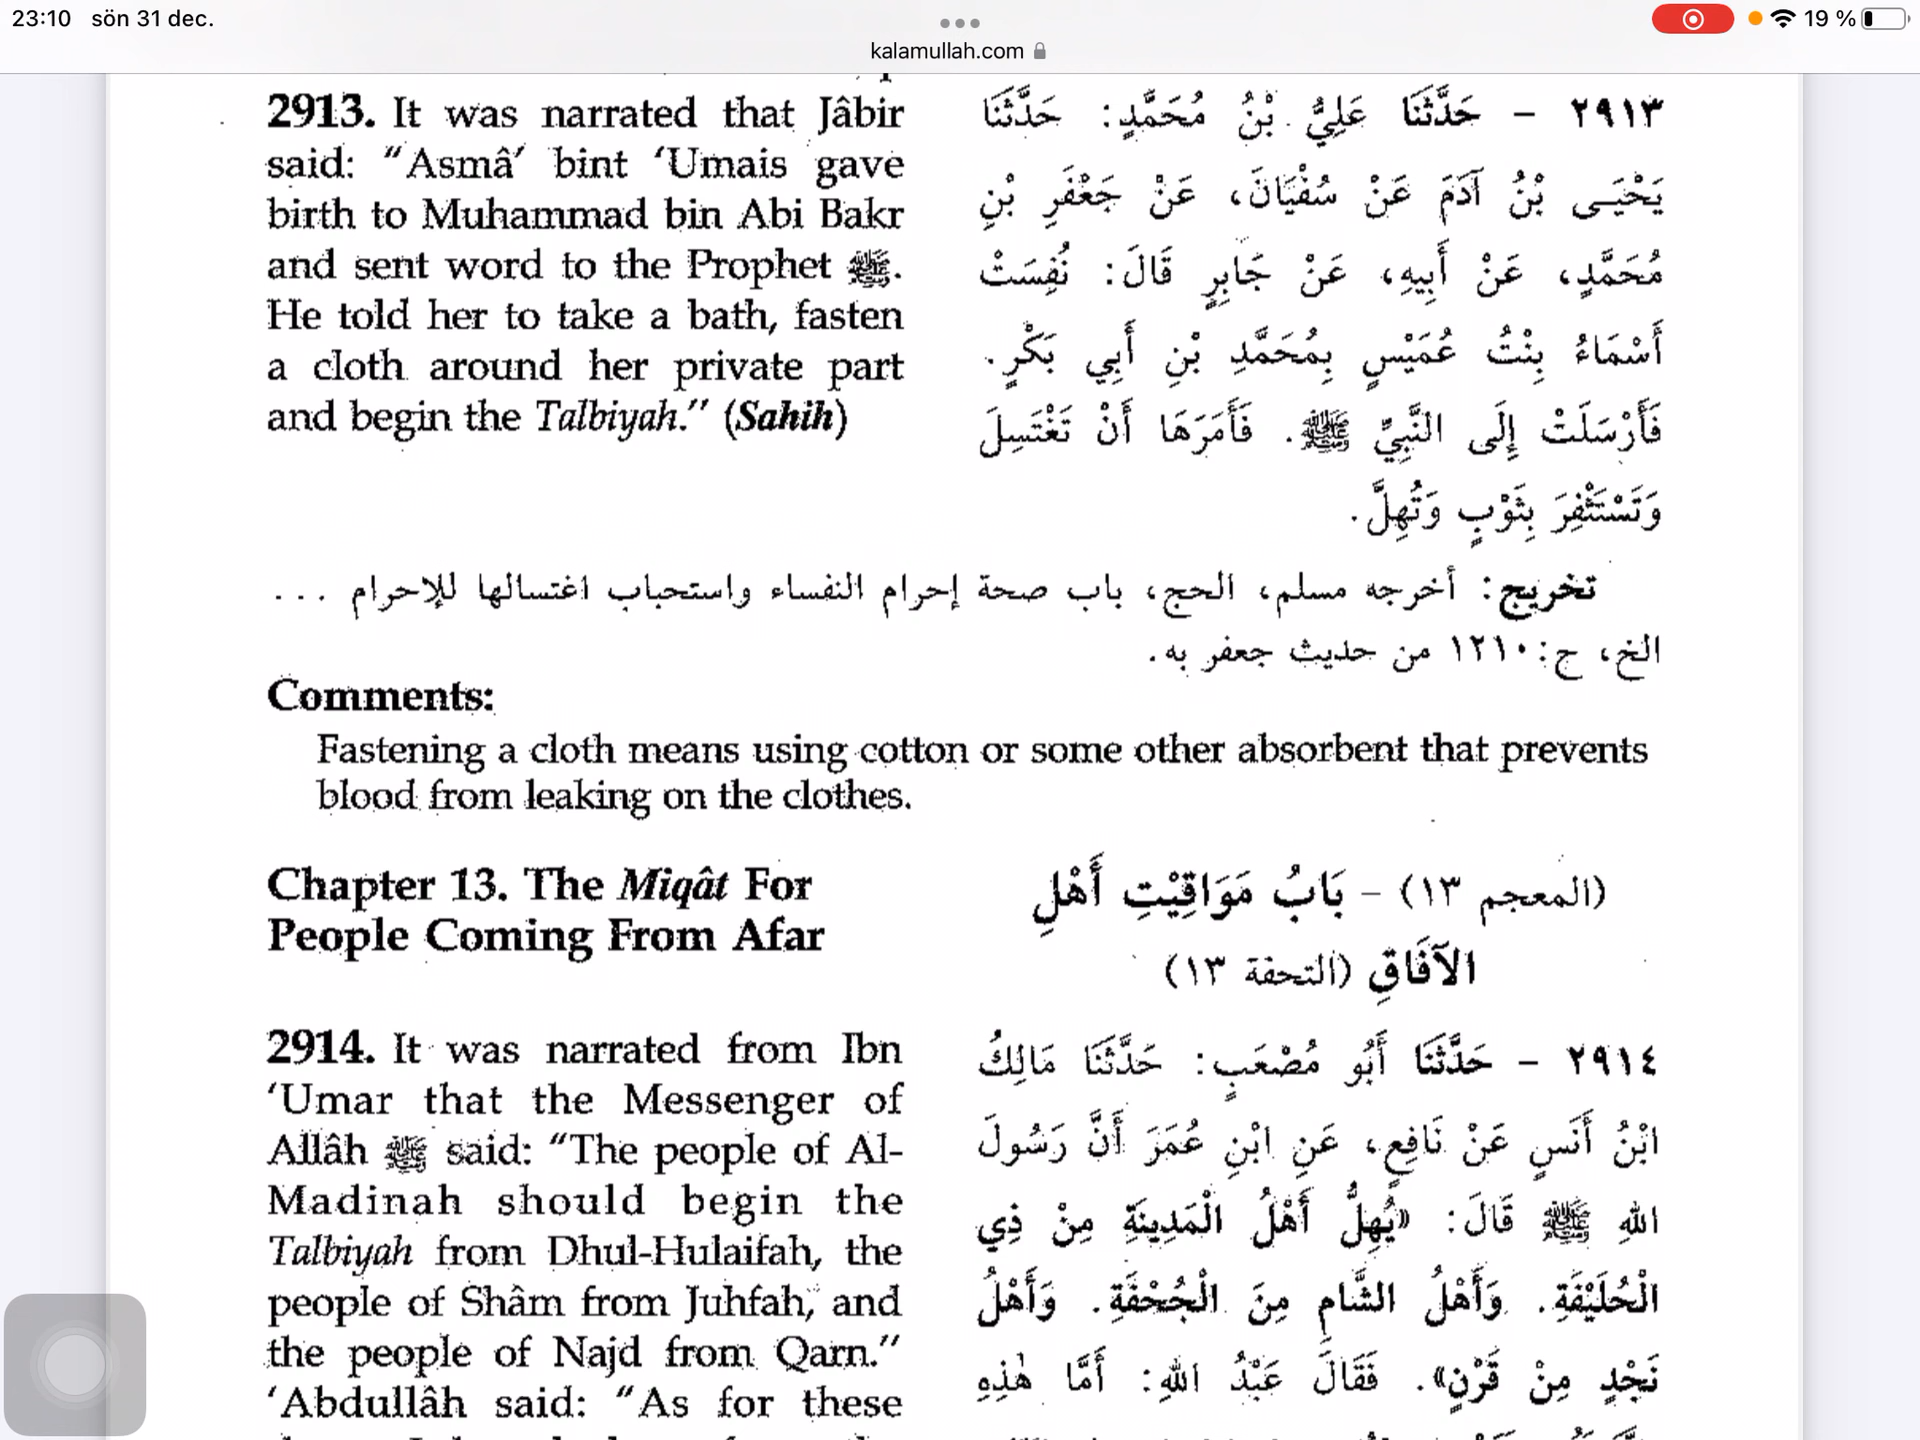 23:10 sön 31 dec.
19 %
kalamullah.com
2913. It was narrated that Jâbir
said: “Asmâ’ bint ‘Umais gave
birth to Muhammad bin Abi Bakr
and sent word to the Prophet ﷺ.
He told her to take a bath, fasten
a cloth around her private part
and begin the Talbiyah.” (Sahih)
٢٩١٣ - حَدَّثَنَا عَلِيُّ بْنُ مُحَمَّدٍ: حَدَّثَنَا
يَحْيَى بْنُ آدَمَ عَنْ سُفْيَانَ، عَنْ جَعْفَرِ بْنِ
مُحَمَّدٍ، عَنْ أَبِيهِ، عَنْ جَابِرٍ قَالَ: نُفِسَتْ
أَسْمَاءُ بِنْتُ عُمَيْسٍ بِمُحَمَّدِ بْنِ أَبِي بَكْرٍ.
فَأَرْسَلَتْ إِلَى النَّبِيِّ ﷺ. فَأَمَرَهَا أَنْ تَغْتَسِلَ
وَتَسْتَثْفِرَ بِثَوْبٍ وَتُهِلَّ.
تخريج: أخرجه مسلم، الحج، باب صحة إحرام النفساء واستحباب اغتسالها للإحرام ...
الخ، ح: ١٢١٠ من حديث جعفر به.
Comments:
Fastening a cloth means using cotton or some other absorbent that prevents
blood from leaking on the clothes.
Chapter 13. The Miqât For
People Coming From Afar
(المعجم ١٣) - بَابُ مَوَاقِيْتِ أَهْلِ
الآفَاقِ (التحفة ١٣)
2914. It was narrated from Ibn
‘Umar that the Messenger of
Allâh ﷺ said: “The people of Al-
Madinah should begin the
Talbiyah from Dhul-Hulaifah, the
people of Shâm from Juhfah, and
the people of Najd from Qarn.”
‘Abdullâh said: “As for these
٢٩١٤ - حَدَّثَنَا أَبُو مُصْعَبٍ: حَدَّثَنَا مَالِكُ
ابْنُ أَنَسٍ عَنْ نَافِعٍ، عَنِ ابْنِ عُمَرَ أَنَّ رَسُولَ
اللهِ ﷺ قَالَ: «يُهِلُّ أَهْلُ الْمَدِينَةِ مِنْ ذِي
الْحُلَيْفَةِ. وَأَهْلُ الشَّامِ مِنَ الْجُحْفَةِ. وَأَهْلُ
نَجْدٍ مِنْ قَرْنٍ». فَقَالَ عَبْدُ اللهِ: أَمَّا هٰذِهِ